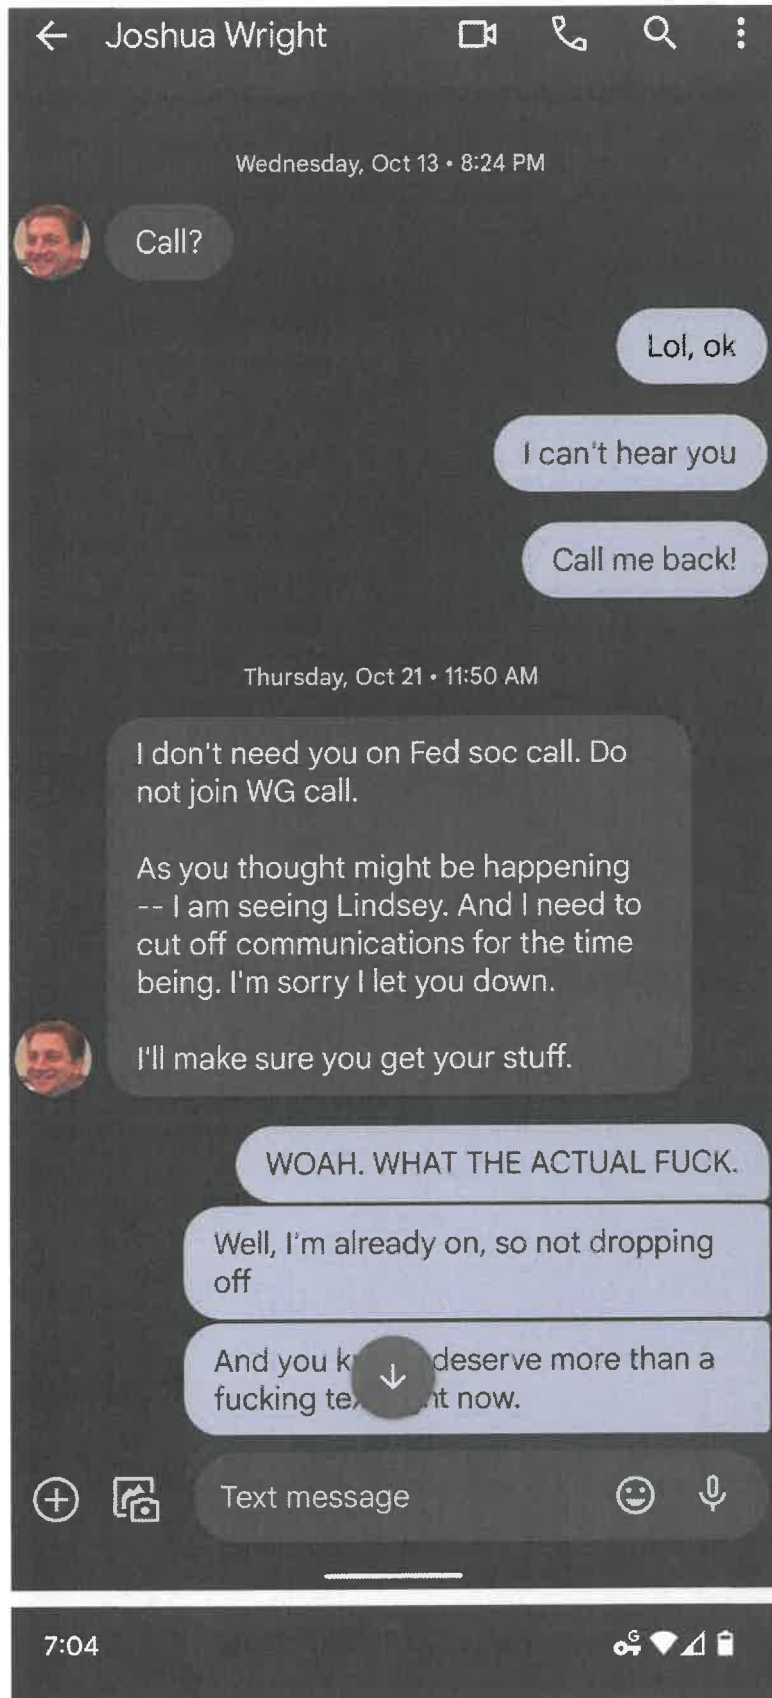 Joshua Wright
Wednesday, Oct 13 • 8:24 PM
Call?
Lol, ok
I can't hear you
Call me back!
Thursday, Oct 21 • 11:50 AM
I don't need you on Fed soc call. Do
not join WG call.
As you thought might be happening
-- I am seeing Lindsey. And I need to
cut off communications for the time
being. I'm sorry I let you down.
I'll make sure you get your stuff.
WOAH. WHAT THE ACTUAL FUCK.
Well, I'm already on, so not dropping
off
And you deserve more than a
fucking now.
Text message
7:04
G